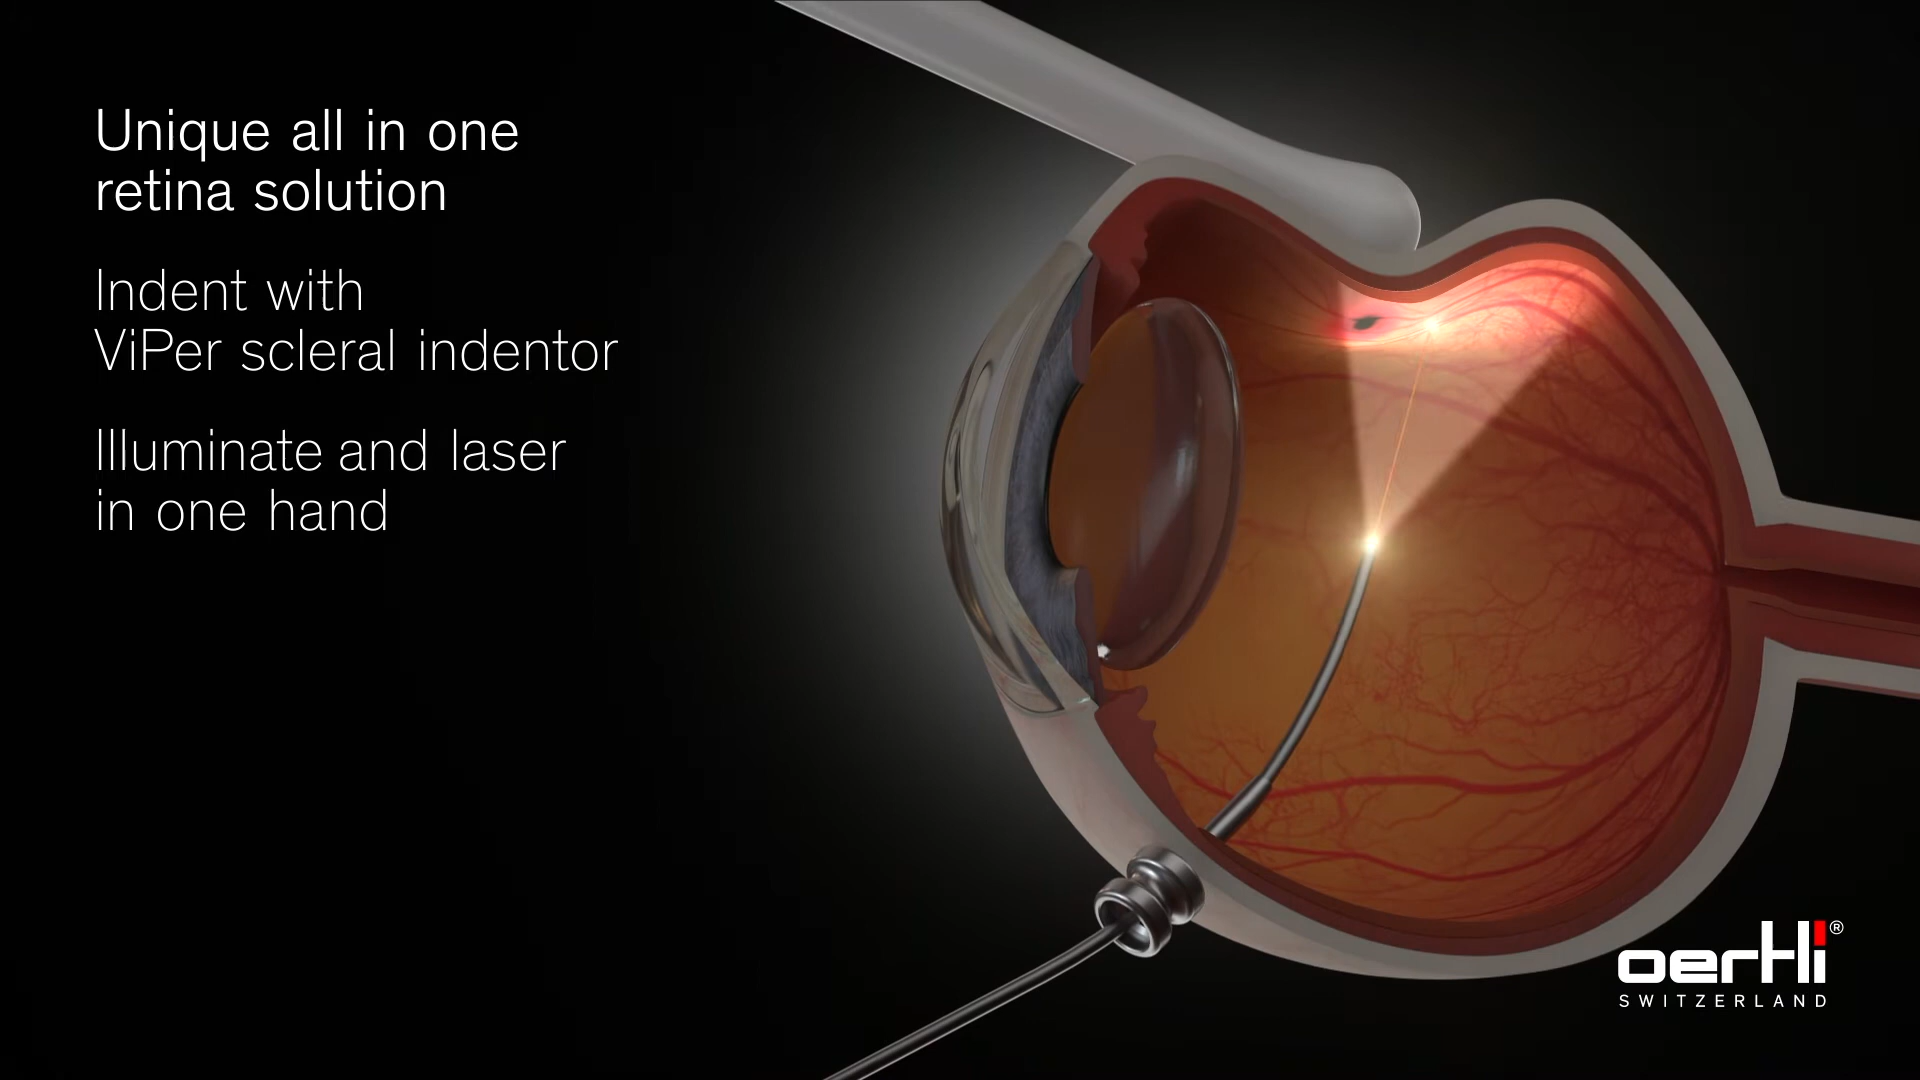 Unique all in one
retina solution
Indent with
ViPer scleral indentor
Illuminate and laser
in one hand
oertli®
SWITZERLAND